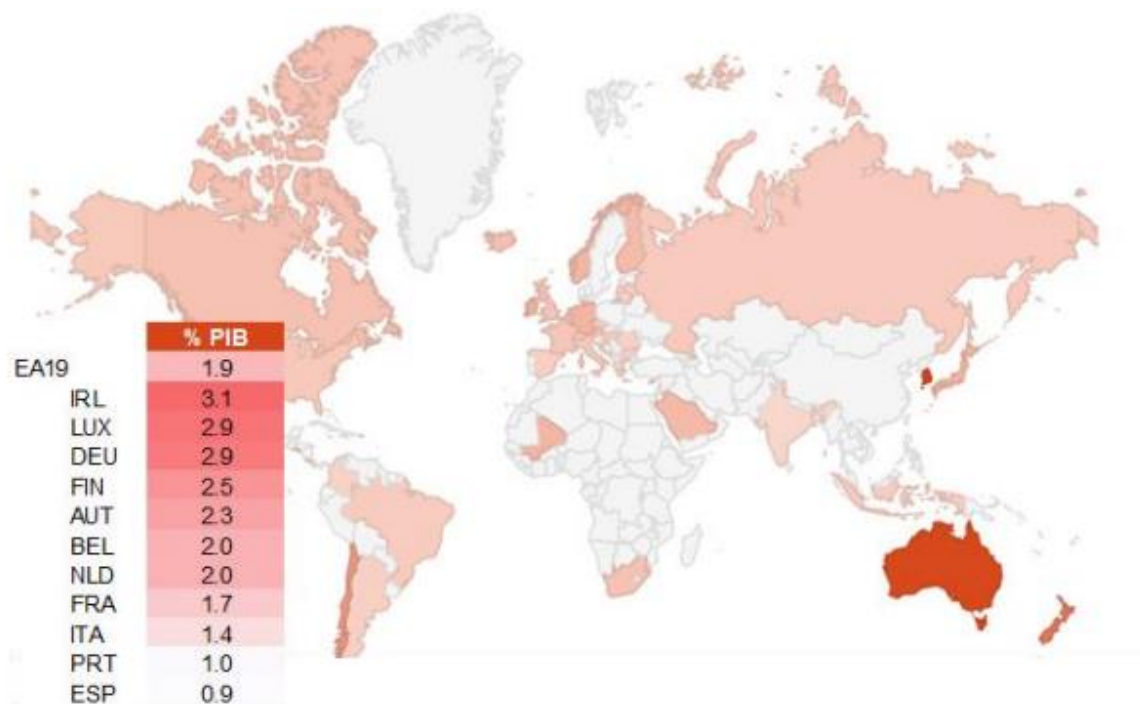 % PIB
EA19 1.9
IRL 3.1
LUX 2.9
DEU 2.9
FIN 2.5
AUT 2.3
BEL 2.0
NLD 2.0
FRA 1.7
ITA 1.4
PRT 1.0
ESP 0.9